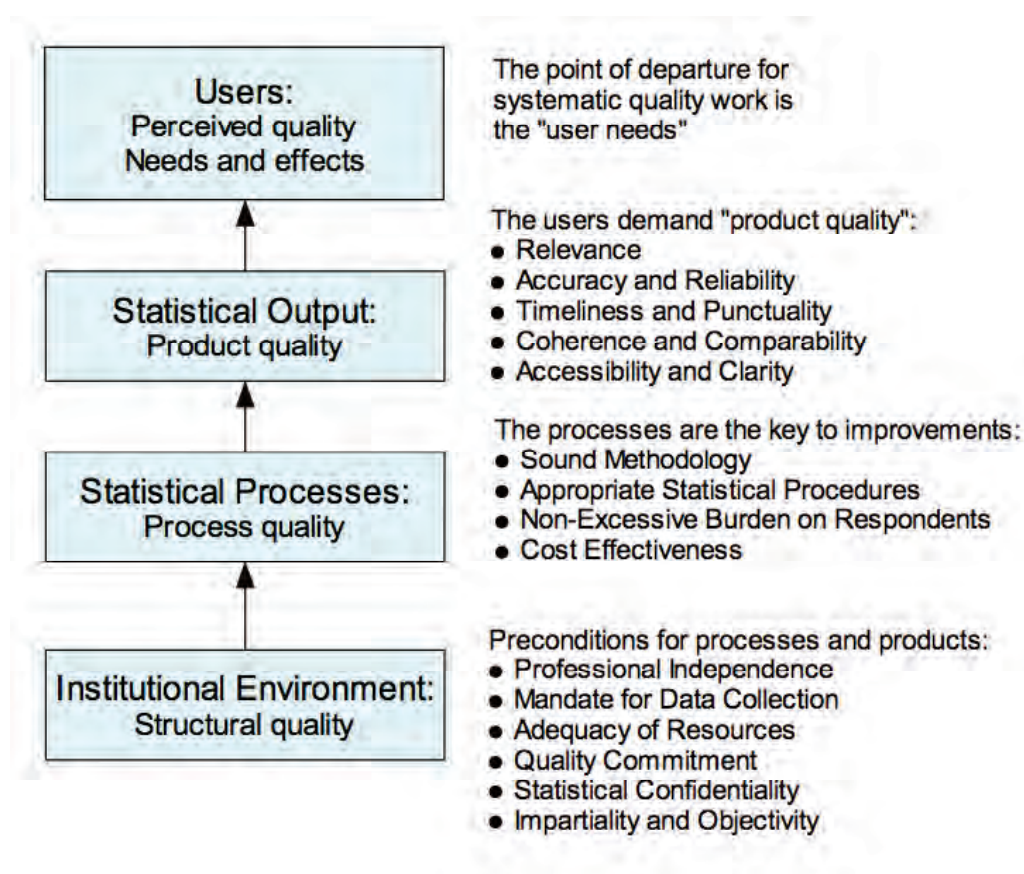 Users:
Perceived quality
Needs and effects
The point of departure for
systematic quality work is
the "user needs"
Statistical Output:
Product quality
The users demand "product quality":
● Relevance
● Accuracy and Reliability
● Timeliness and Punctuality
● Coherence and Comparability
● Accessibility and Clarity
Statistical Processes:
Process quality
The processes are the key to improvements:
● Sound Methodology
● Appropriate Statistical Procedures
● Non-Excessive Burden on Respondents
● Cost Effectiveness
Institutional Environment:
Structural quality
Preconditions for processes and products:
● Professional Independence
● Mandate for Data Collection
● Adequacy of Resources
● Quality Commitment
● Statistical Confidentiality
● Impartiality and Objectivity